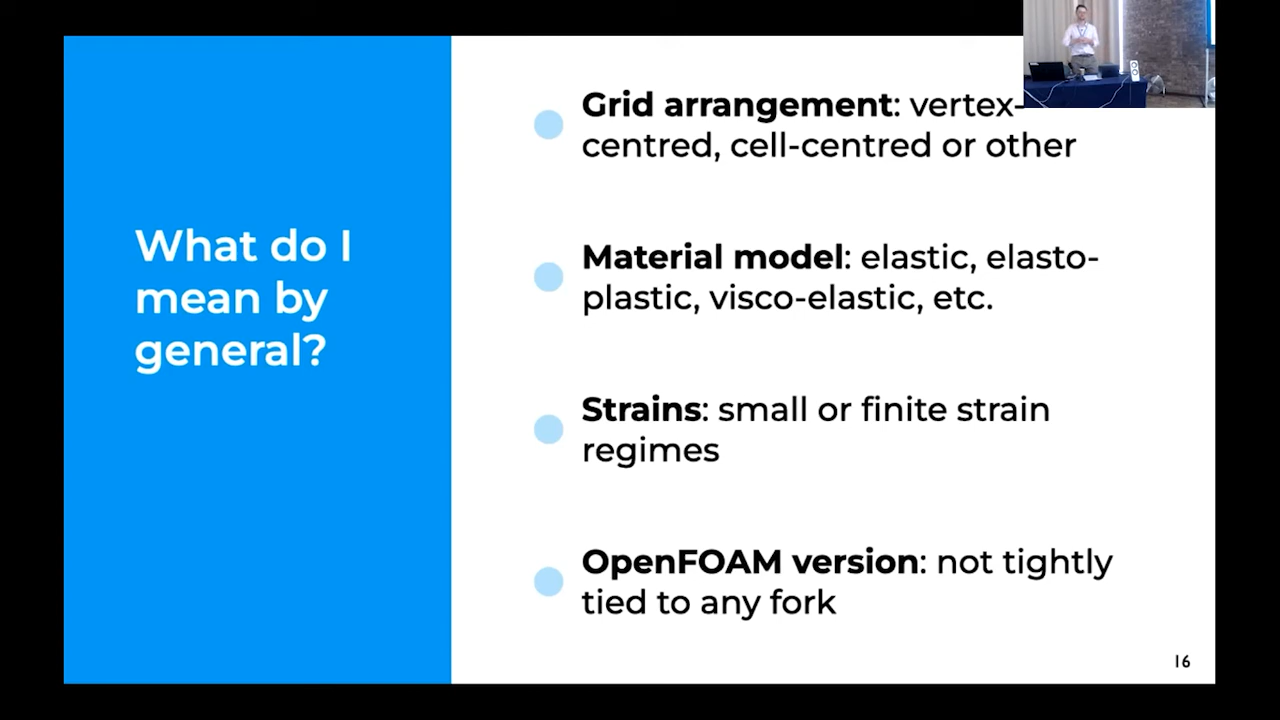 What do I
mean by
general?
Grid arrangement: vertex-
centred, cell-centred or other
Material model: elastic, elasto-
plastic, visco-elastic, etc.
Strains: small or finite strain
regimes
OpenFOAM version: not tightly
tied to any fork
16